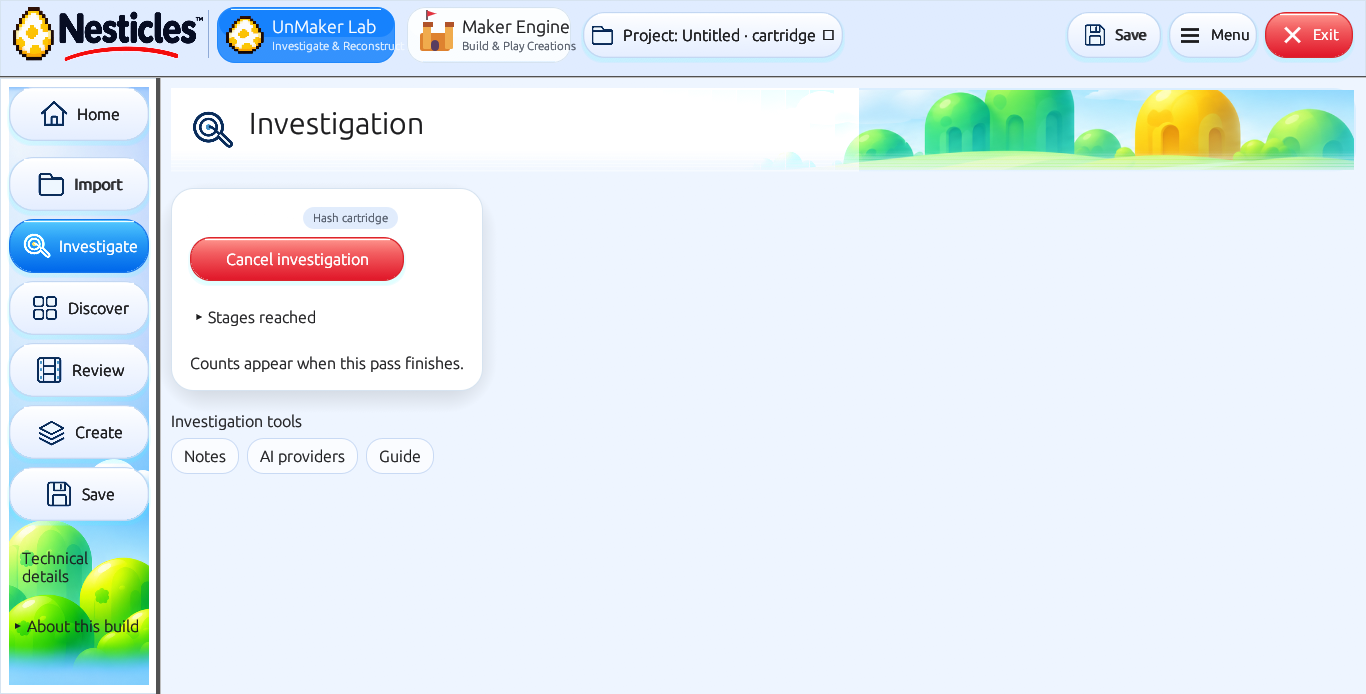 Nesticles™
UnMaker Lab
Investigate & Reconstruc
Maker Engine
Build & Play Creations
Project: Untitled · cartridge
Save
Menu
Exit
Home
Import
Investigate
Discover
Review
Create
Save
Technical
details
‣ About this build
Investigation
Hash cartridge
Cancel investigation
‣ Stages reached
Counts appear when this pass finishes.
Investigation tools
Notes
AI providers
Guide